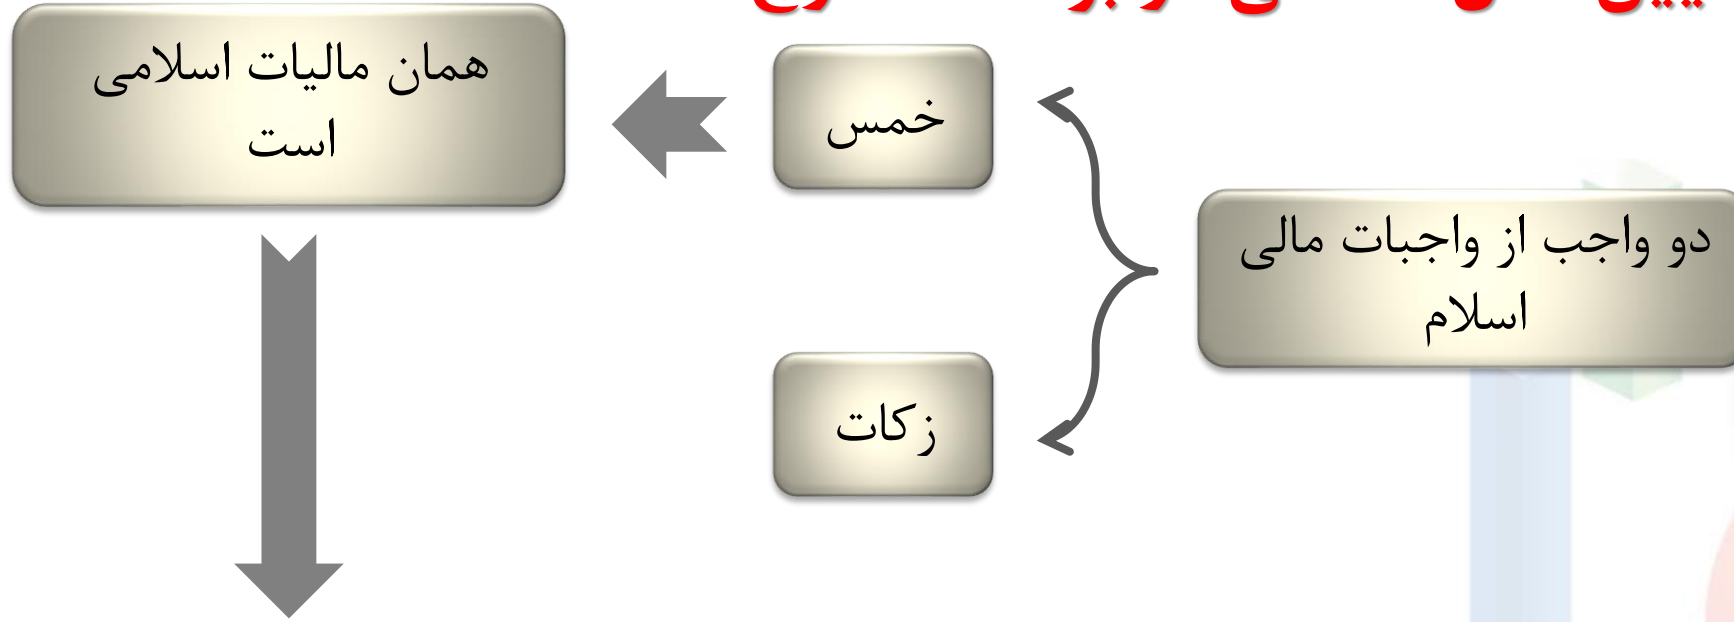 دو واجب از واجبات مالی
اسلام
خمس
زکات
همان مالیات اسلامی
است